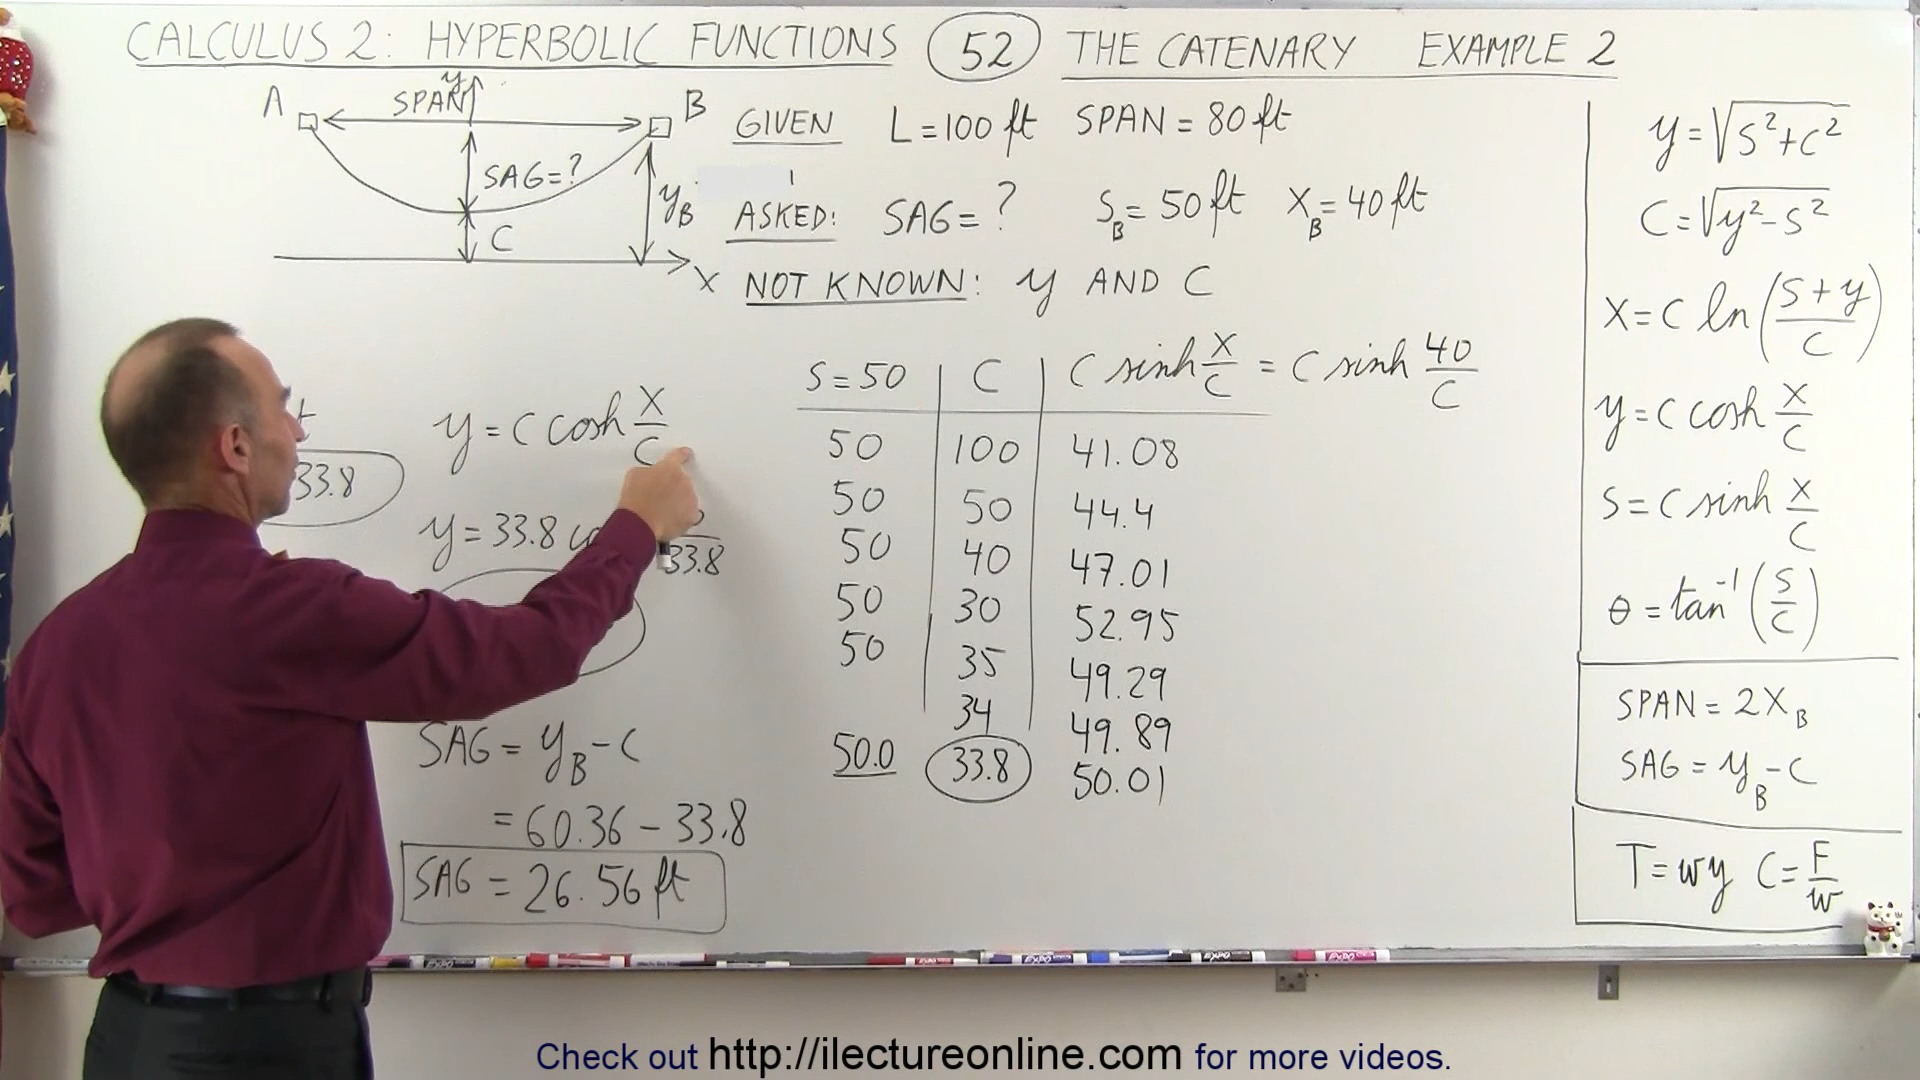 CALCULUS 2: HYPERBOLIC FUNCTIONS 52 THE CATENARY EXAMPLE 2
y
A SPAN B
SAG=?
y_B
C
X
GIVEN L=100 ft SPAN = 80 ft
ASKED: SAG = ? S_B = 50 ft X_B = 40 ft
NOT KNOWN: y AND C
33.8
y = C cosh X/C
y = 33.8 33.8
SAG = y_B - C
= 60.36 - 33.8
SAG = 26.56 ft
S = 50 C C sinh X/C = C sinh 40/C
50 100 41.08
50 50 44.4
50 40 47.01
50 30 52.95
50 35 49.29
34 49.89
50.0 33.8 50.01
y = √(S²+C²)
C = √(y²-S²)
X = C ln((S+y)/C)
y = C cosh X/C
S = C sinh X/C
θ = tan⁻¹(S/C)
SPAN = 2X_B
SAG = y_B - C
T = wy C = F/w
Check out http://ilectureonline.com for more videos.